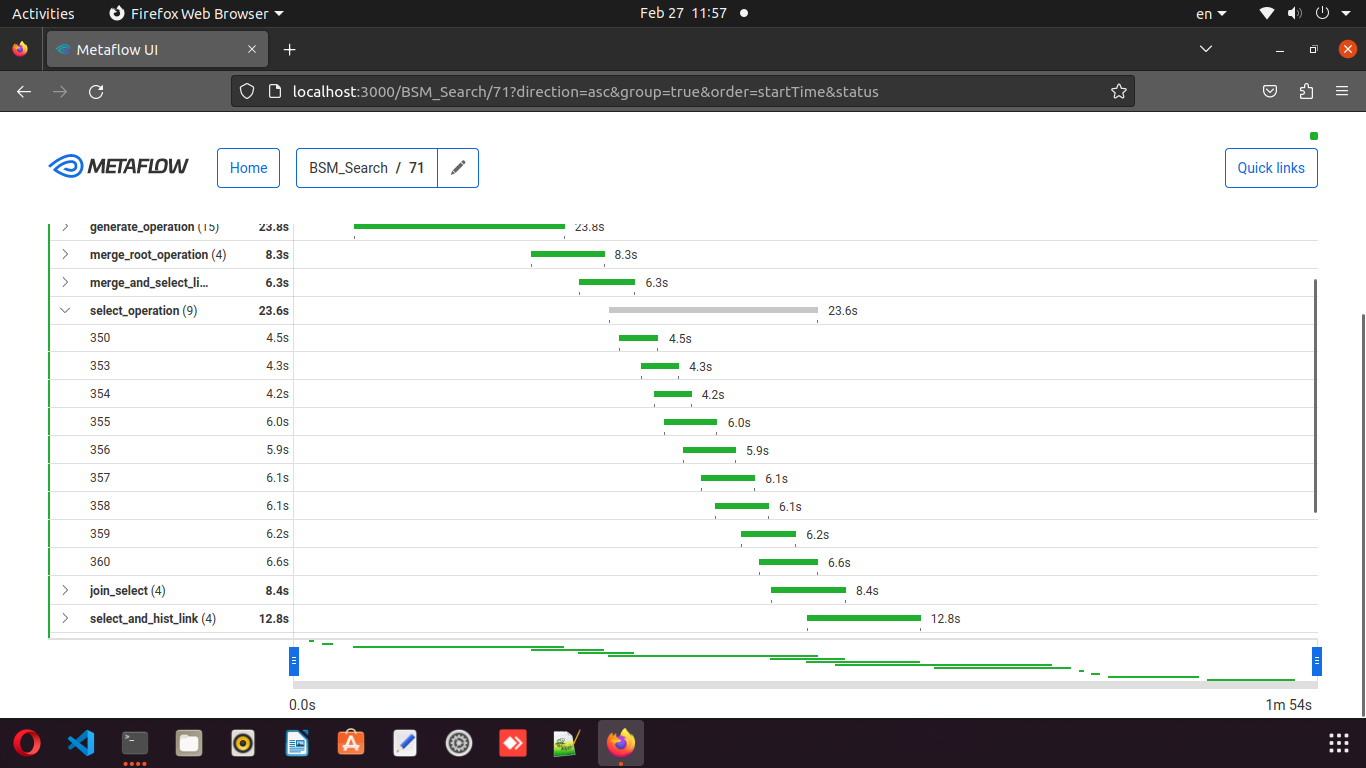 Activities Firefox Web Browser Feb 27 11:57 en
Metaflow UI
localhost:3000/BSM_Search/71?direction=asc&group=true&order=startTime&status
METAFLOW Home BSM_Search / 71 Quick links
generate_operation (15) 23.8s 23.8s
merge_root_operation (4) 8.3s 8.3s
merge_and_select_li... 6.3s 6.3s
select_operation (9) 23.6s 23.6s
350 4.5s 4.5s
353 4.3s 4.3s
354 4.2s 4.2s
355 6.0s 6.0s
356 5.9s 5.9s
357 6.1s 6.1s
358 6.1s 6.1s
359 6.2s 6.2s
360 6.6s 6.6s
join_select (4) 8.4s 8.4s
select_and_hist_link (4) 12.8s 12.8s
0.0s 1m 54s